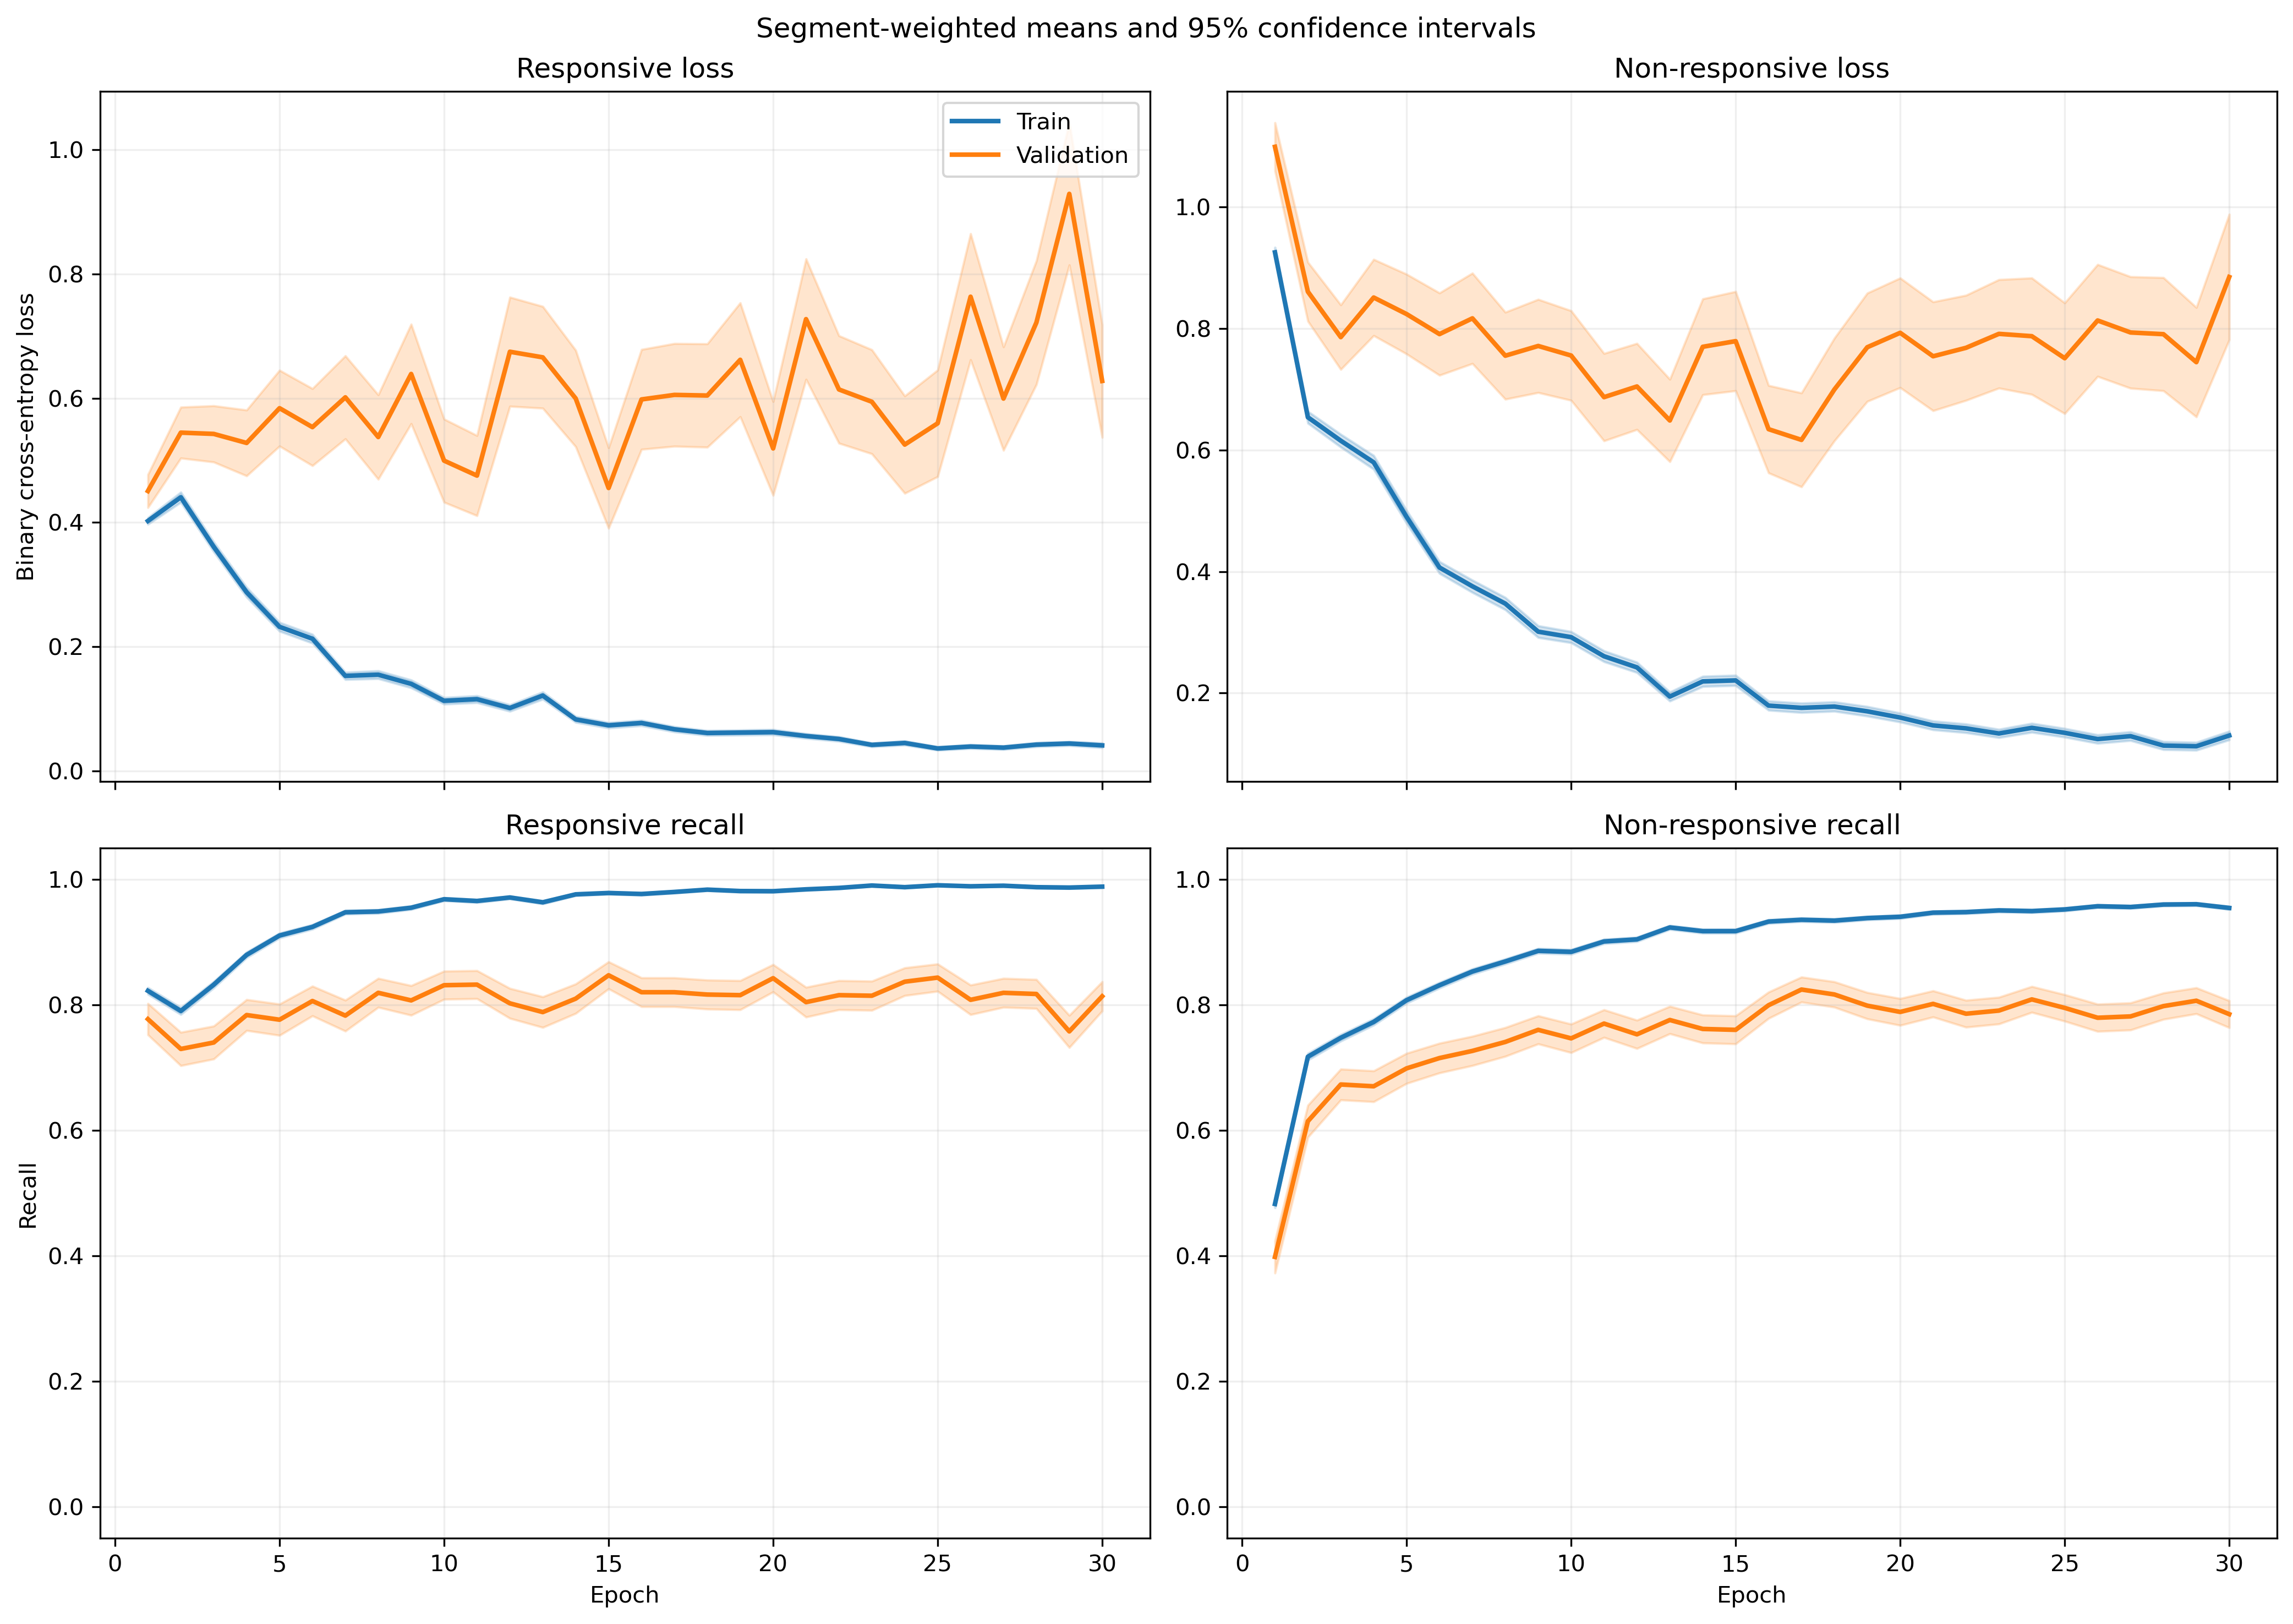 Segment-weighted means and 95% confidence intervals
Responsive loss
Non-responsive loss
Train
Validation
Binary cross-entropy loss
1.0
0.8
0.6
0.4
0.2
0.0
1.0
0.8
0.6
0.4
0.2
Responsive recall
Non-responsive recall
Recall
1.0
0.8
0.6
0.4
0.2
0.0
0 5 10 15 20 25 30
Epoch
1.0
0.8
0.6
0.4
0.2
0.0
0 5 10 15 20 25 30
Epoch